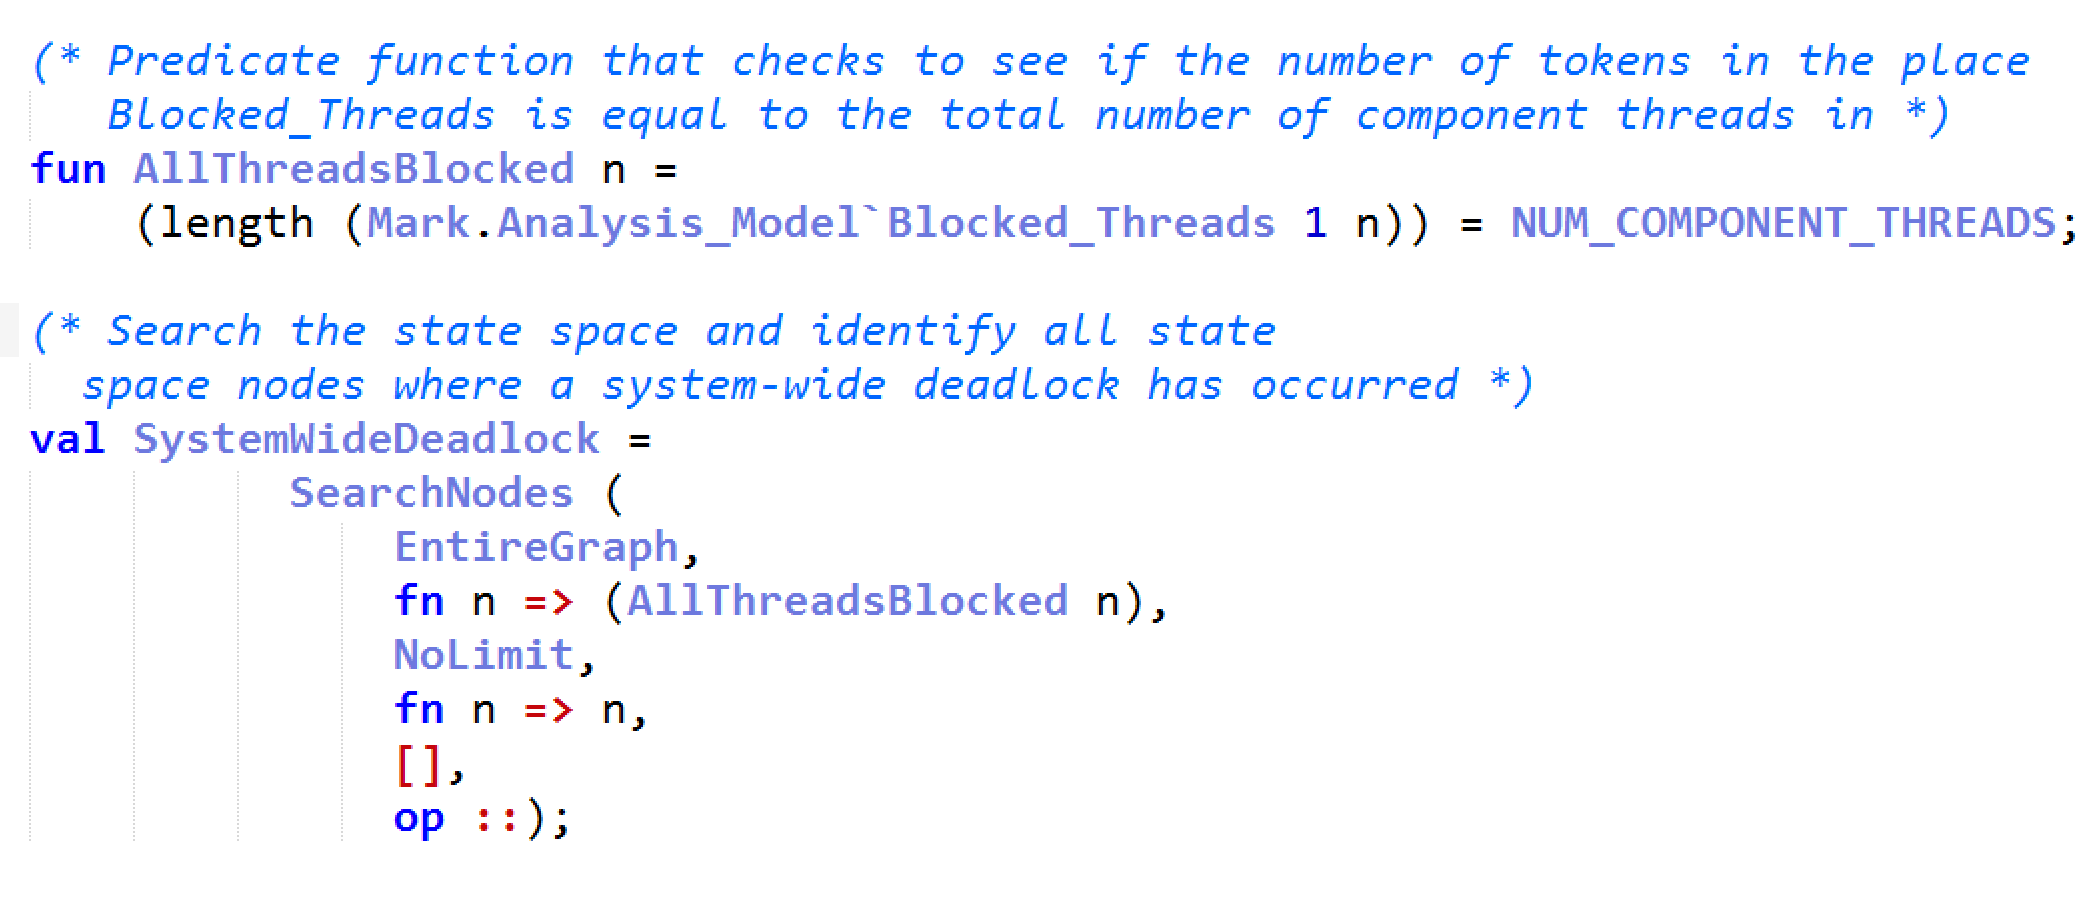 (* Predicate function that checks to see if the number of tokens in the place
Blocked_Threads is equal to the total number of component threads in *)
fun AllThreadsBlocked n =
(length (Mark.Analysis_Model`Blocked_Threads 1 n)) = NUM_COMPONENT_THREADS;
(* Search the state space and identify all state
space nodes where a system-wide deadlock has occurred *)
val SystemWideDeadlock =
SearchNodes (
EntireGraph,
fn n => (AllThreadsBlocked n),
NoLimit,
fn n => n,
[],
op ::);